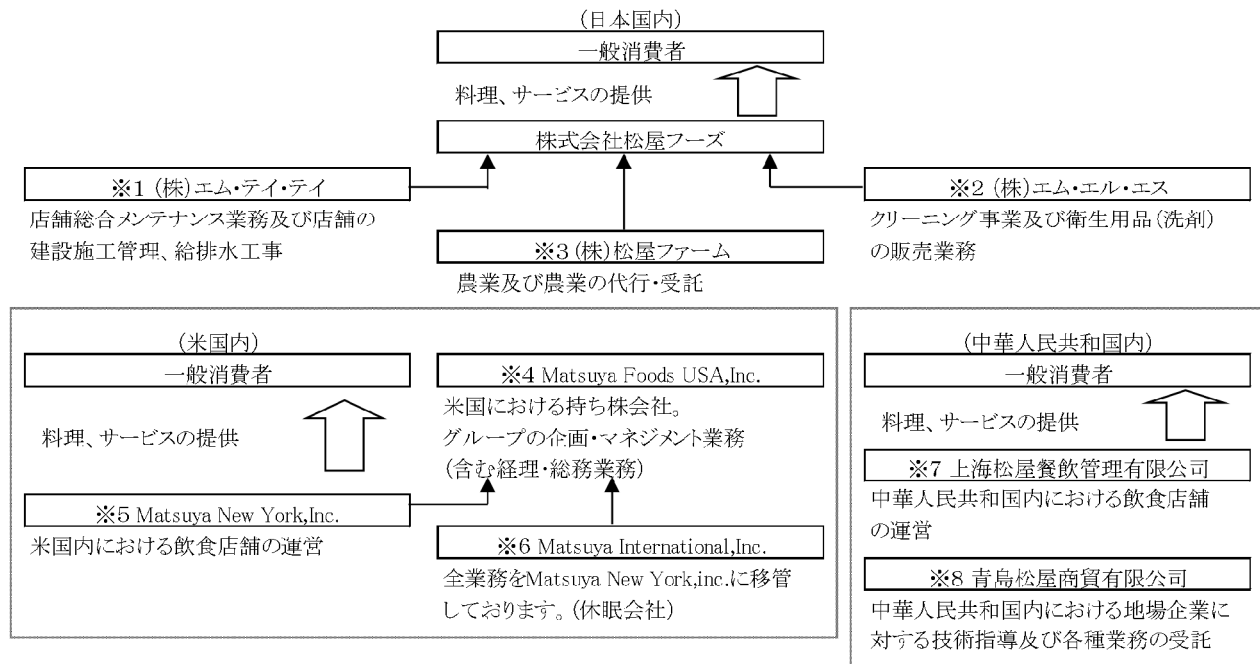 (日本国内)
一般消費者
料理、サービスの提供
株式会社松屋フーズ
※1 (株)エム・テイ・テイ
店舗総合メンテナンス業務及び店舗の
建設施工管理、給排水工事
※2 (株)エム・エル・エス
クリーニング事業及び衛生用品(洗剤)
の販売業務
※3 (株)松屋ファーム
農業及び農業の代行・受託
(米国内)
一般消費者
料理、サービスの提供
※5 Matsuya New York,Inc.
米国内における飲食店舗の運営
※4 Matsuya Foods USA,Inc.
米国における持ち株会社。
グループの企画・マネジメント業務
(含む経理・総務業務)
※6 Matsuya International,Inc.
全業務をMatsuya New York,inc.に移管
しております。(休眠会社)
(中華人民共和国内)
一般消費者
料理、サービスの提供
※7 上海松屋餐飲管理有限公司
中華人民共和国内における飲食店舗
の運営
※8 青島松屋商貿有限公司
中華人民共和国内における地場企業に
対する技術指導及び各種業務の受託